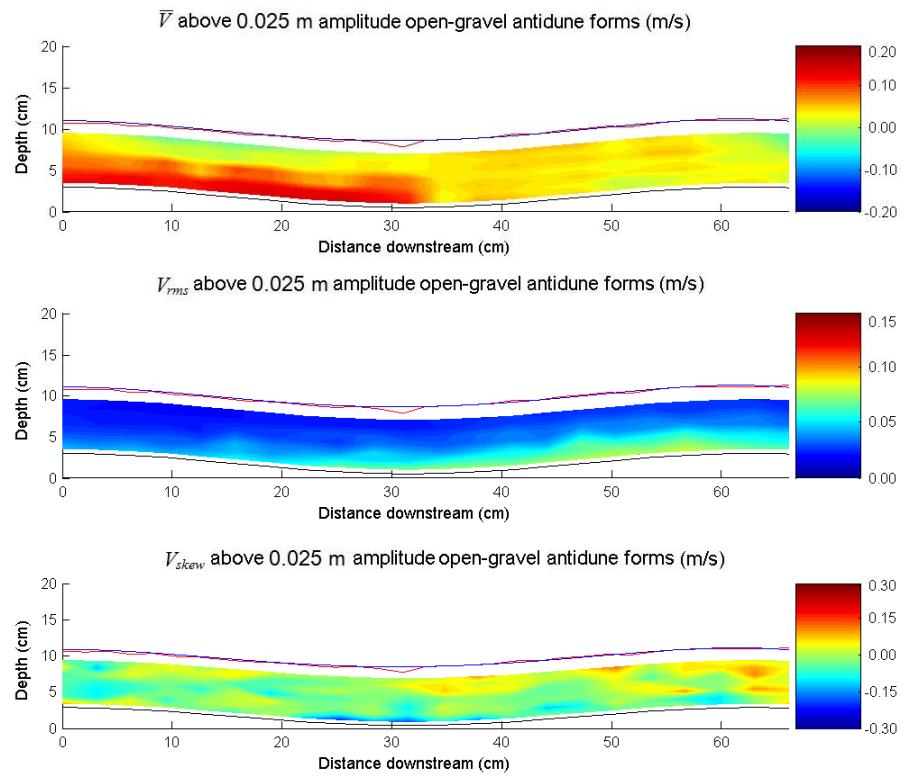 V̅ above 0.025 m amplitude open-gravel antidune forms (m/s)
20
15
10
5
0
Depth (cm)
0 10 20 30 40 50 60
Distance downstream (cm)
0.20
0.10
0.00
-0.10
-0.20
V_rms above 0.025 m amplitude open-gravel antidune forms (m/s)
20
15
10
5
0
Depth (cm)
0 10 20 30 40 50 60
Distance downstream (cm)
0.15
0.10
0.05
0.00
V_skew above 0.025 m amplitude open-gravel antidune forms (m/s)
20
15
10
5
0
Depth (cm)
0 10 20 30 40 50 60
Distance downstream (cm)
0.30
0.15
0.00
-0.15
-0.30